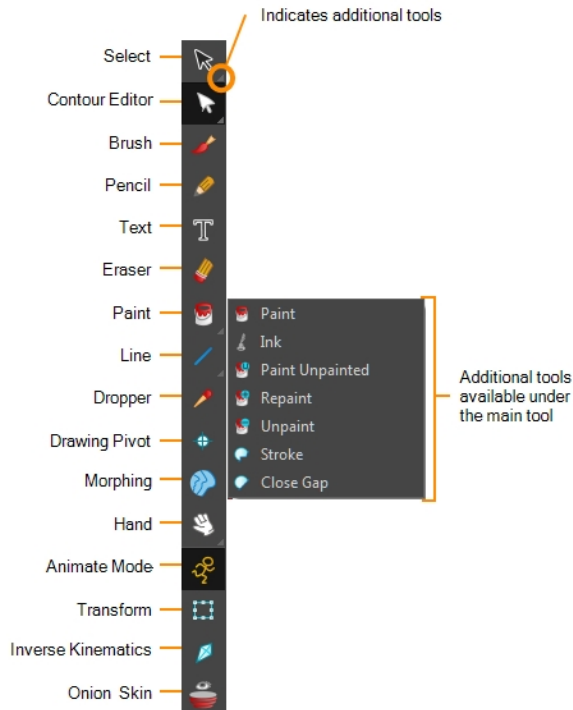 Indicates additional tools
Select
Contour Editor
Brush
Pencil
Text
Eraser
Paint
Line
Dropper
Drawing Pivot
Morphing
Hand
Animate Mode
Transform
Inverse Kinematics
Onion Skin
Paint
Ink
Paint Unpainted
Repaint
Unpaint
Stroke
Close Gap
Additional tools
available under
the main tool